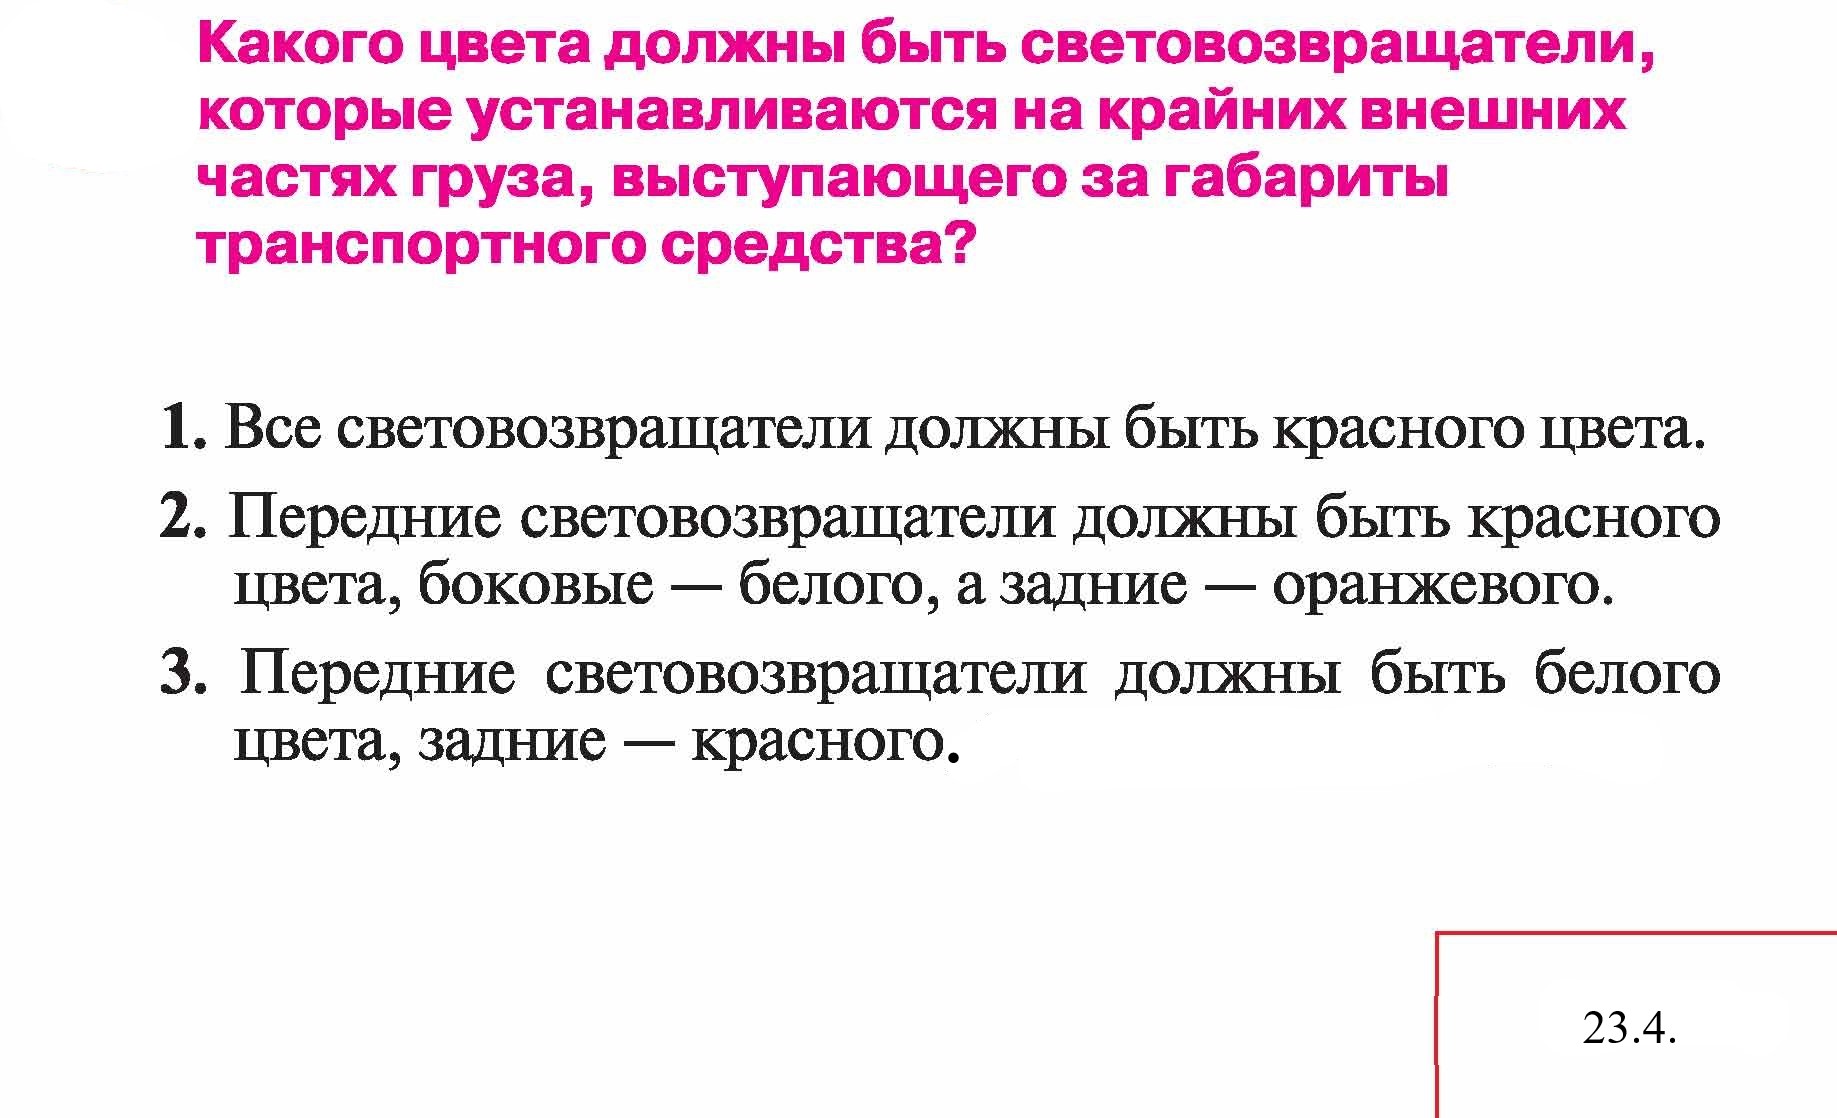 Какого цвета должны быть световозвращатели,
которые устанавливаются на крайних внешних
частях груза, выступающего за габариты
транспортного средства?
1. Все световозвращатели должны быть красного цвета.
2. Передние световозвращатели должны быть красного
цвета, боковые — белого, а задние — оранжевого.
3. Передние световозвращатели должны быть белого
цвета, задние — красного.
23.4.